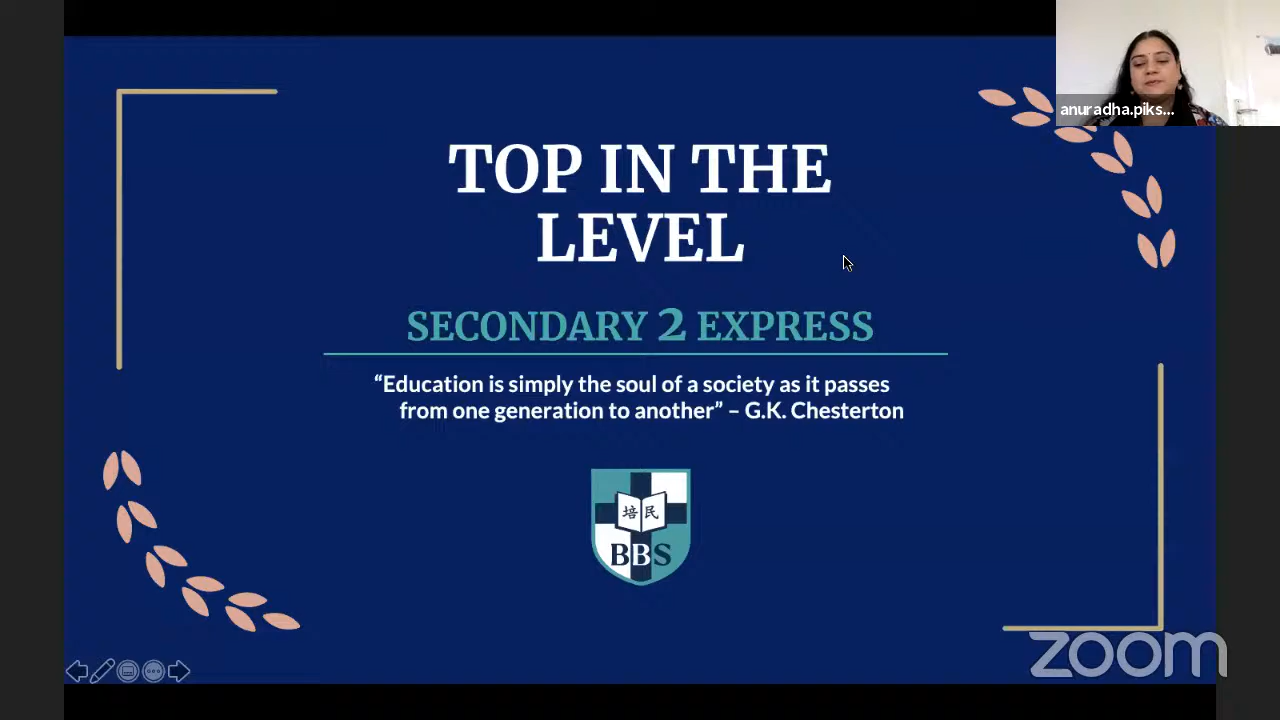 anuradha.piks...
TOP IN THE
LEVEL
SECONDARY 2 EXPRESS
“Education is simply the soul of a society as it passes
from one generation to another” – G.K. Chesterton
培 民
BBS
zoom